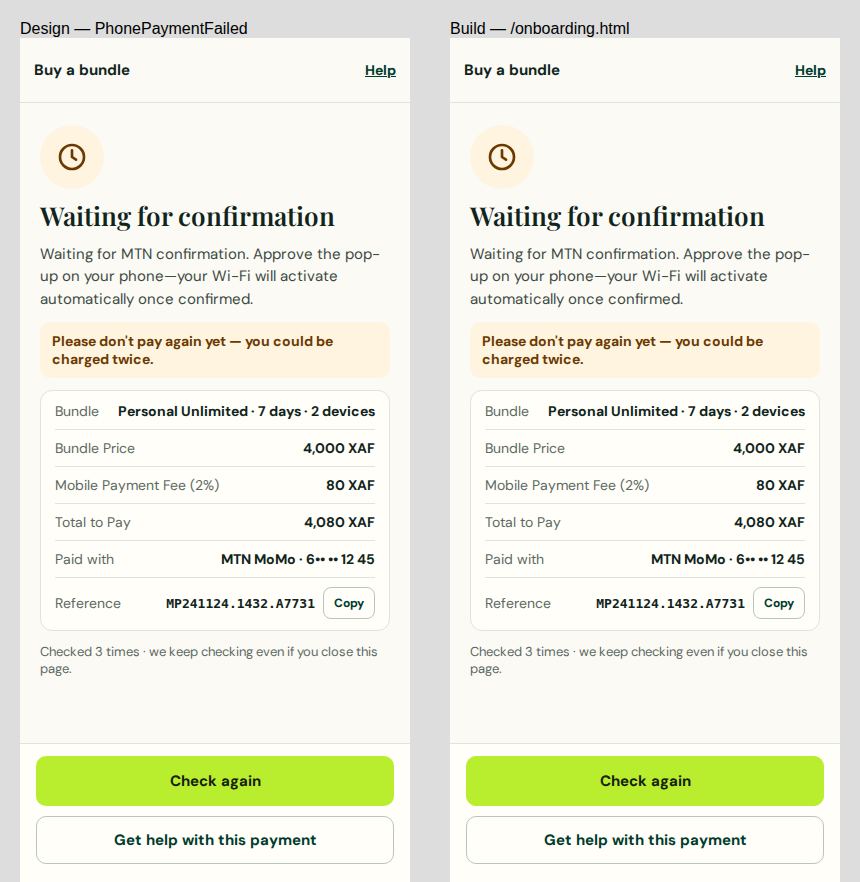 Design — PhonePaymentFailed
Buy a bundle Help
Waiting for confirmation
Waiting for MTN confirmation. Approve the pop-
up on your phone—your Wi-Fi will activate
automatically once confirmed.
Please don't pay again yet — you could be
charged twice.
Bundle Personal Unlimited · 7 days · 2 devices
Bundle Price 4,000 XAF
Mobile Payment Fee (2%) 80 XAF
Total to Pay 4,080 XAF
Paid with MTN MoMo · 6•• •• 12 45
Reference MP241124.1432.A7731 Copy
Checked 3 times · we keep checking even if you close this
page.
Check again
Get help with this payment
Build — /onboarding.html
Buy a bundle Help
Waiting for confirmation
Waiting for MTN confirmation. Approve the pop-
up on your phone—your Wi-Fi will activate
automatically once confirmed.
Please don't pay again yet — you could be
charged twice.
Bundle Personal Unlimited · 7 days · 2 devices
Bundle Price 4,000 XAF
Mobile Payment Fee (2%) 80 XAF
Total to Pay 4,080 XAF
Paid with MTN MoMo · 6•• •• 12 45
Reference MP241124.1432.A7731 Copy
Checked 3 times · we keep checking even if you close this
page.
Check again
Get help with this payment